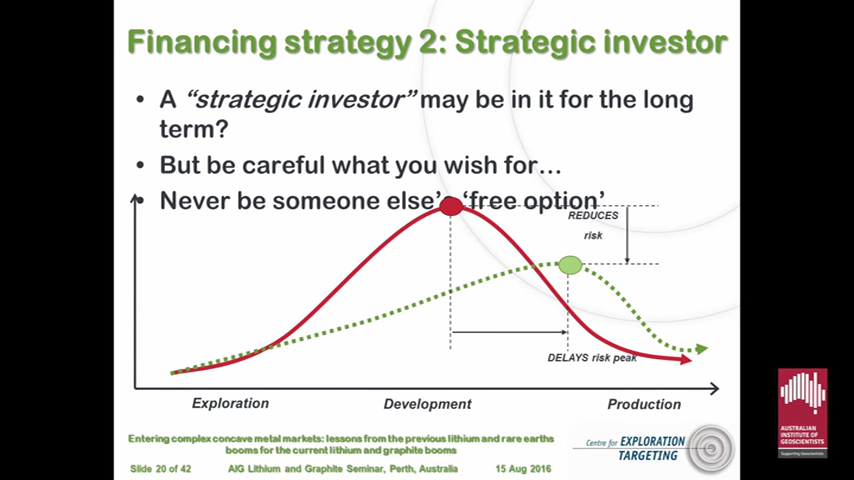 Financing strategy 2: Strategic investor
• A “strategic investor” may be in it for the long
term?
• But be careful what you wish for…
• Never be someone else’s ‘free option’
REDUCES
risk
DELAYS risk peak
Exploration Development Production
Entering complex concave metal markets: lessons from the previous lithium and rare earths
booms for the current lithium and graphite booms
Slide 20 of 42 AIG Lithium and Graphite Seminar, Perth, Australia 15 Aug 2016
Centre for EXPLORATION
TARGETING
AUSTRALIAN
INSTITUTE OF
GEOSCIENTISTS
Supporting Geoscientists